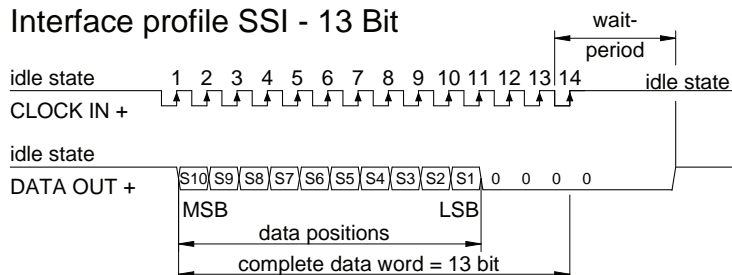 Interface profile SSI - 13 Bit
wait-
period
idle state 1 2 3 4 5 6 7 8 9 10 11 12 13 14 idle state
CLOCK IN +
idle state
DATA OUT + S10 S9 S8 S7 S6 S5 S4 S3 S2 S1 0 0 0 0
MSB LSB
data positions
complete data word = 13 bit